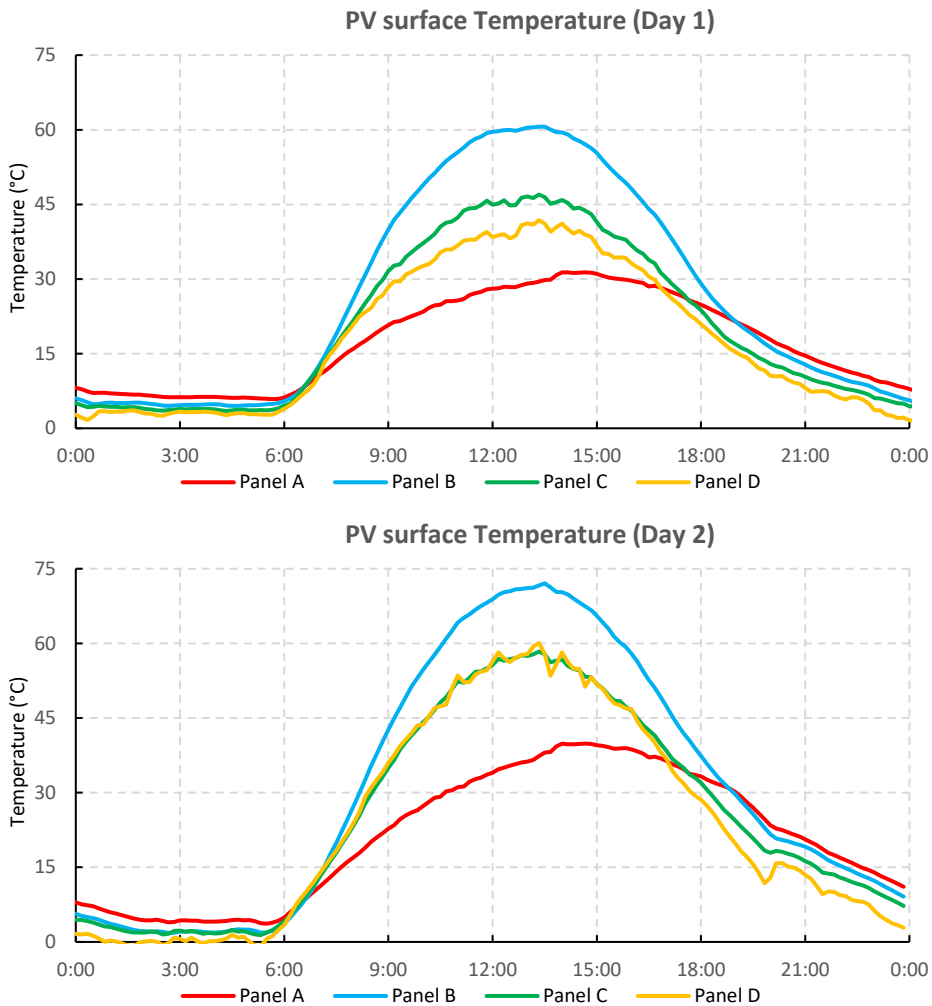 PV surface Temperature (Day 1)
75
60
45
30
15
0
Temperature (°C)
0:00 3:00 6:00 9:00 12:00 15:00 18:00 21:00 0:00
Panel A Panel B Panel C Panel D
PV surface Temperature (Day 2)
75
60
45
30
15
0
Temperature (°C)
0:00 3:00 6:00 9:00 12:00 15:00 18:00 21:00 0:00
Panel A Panel B Panel C Panel D